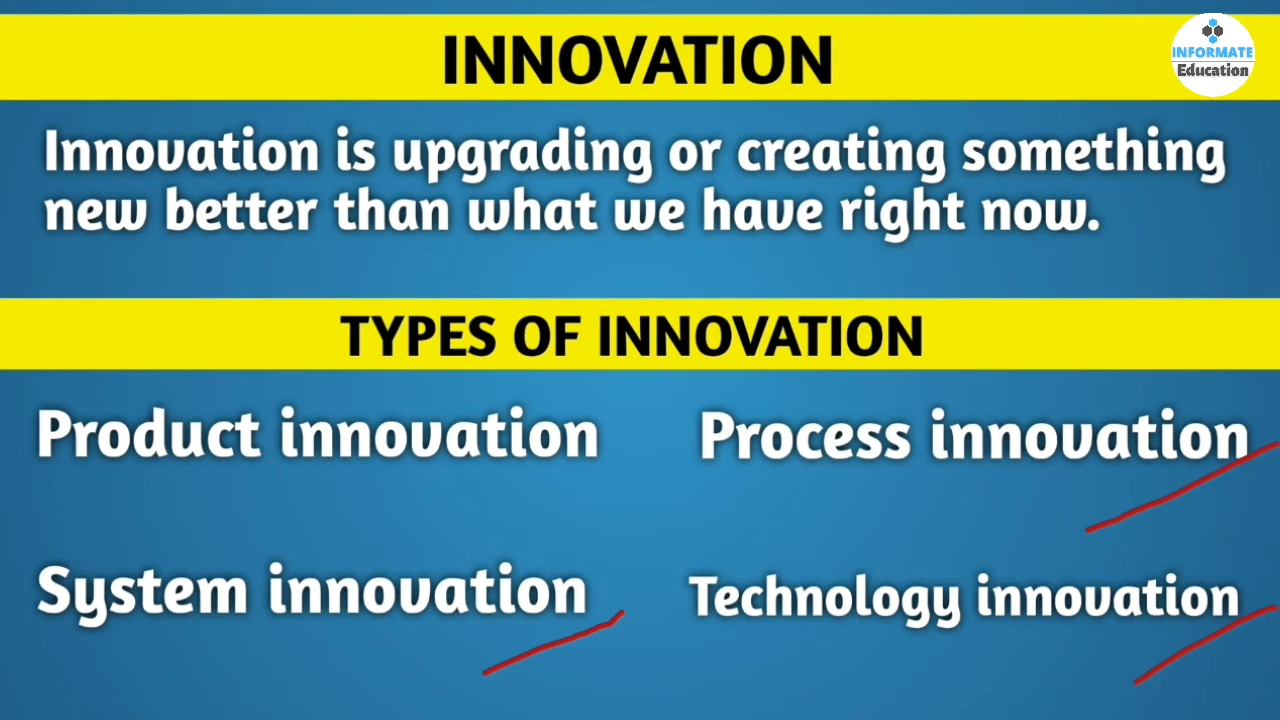 INNOVATION
INFORMATE
Education
Innovation is upgrading or creating something
new better than what we have right now.
TYPES OF INNOVATION
Product innovation
Process innovation
System innovation
Technology innovation